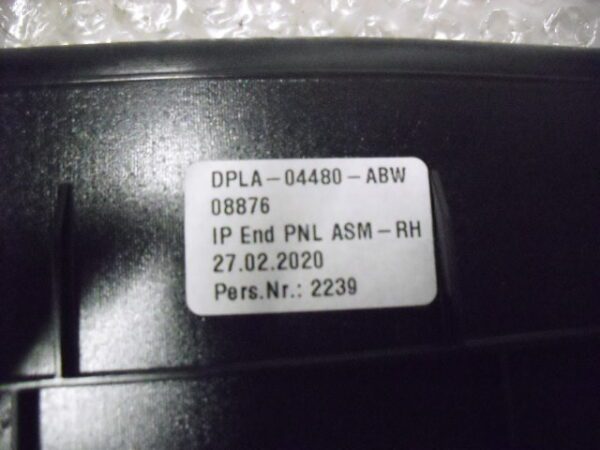 DPLA-04480-ABW
08876
IP End PNL ASM-RH
27.02.2020
Pers.Nr.: 2239